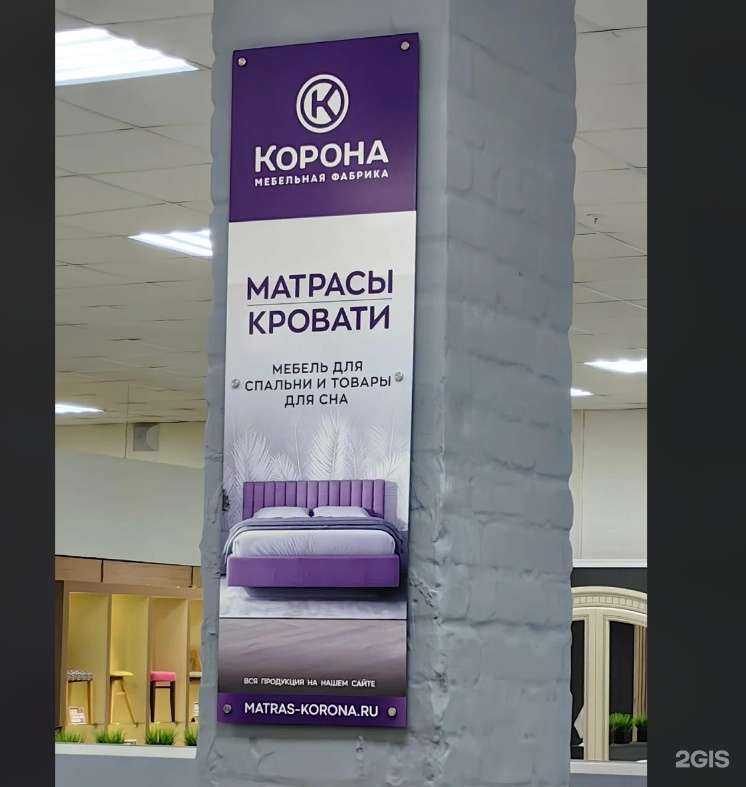 К
КОРОНА
МЕБЕЛЬНАЯ ФАБРИКА
МАТРАСЫ
КРОВАТИ
МЕБЕЛЬ ДЛЯ
СПАЛЬНИ И ТОВАРЫ
ДЛЯ СНА
ВСЯ ПРОДУКЦИЯ НА НАШЕМ САЙТЕ
MATRAS-KORONA.RU
2GIS